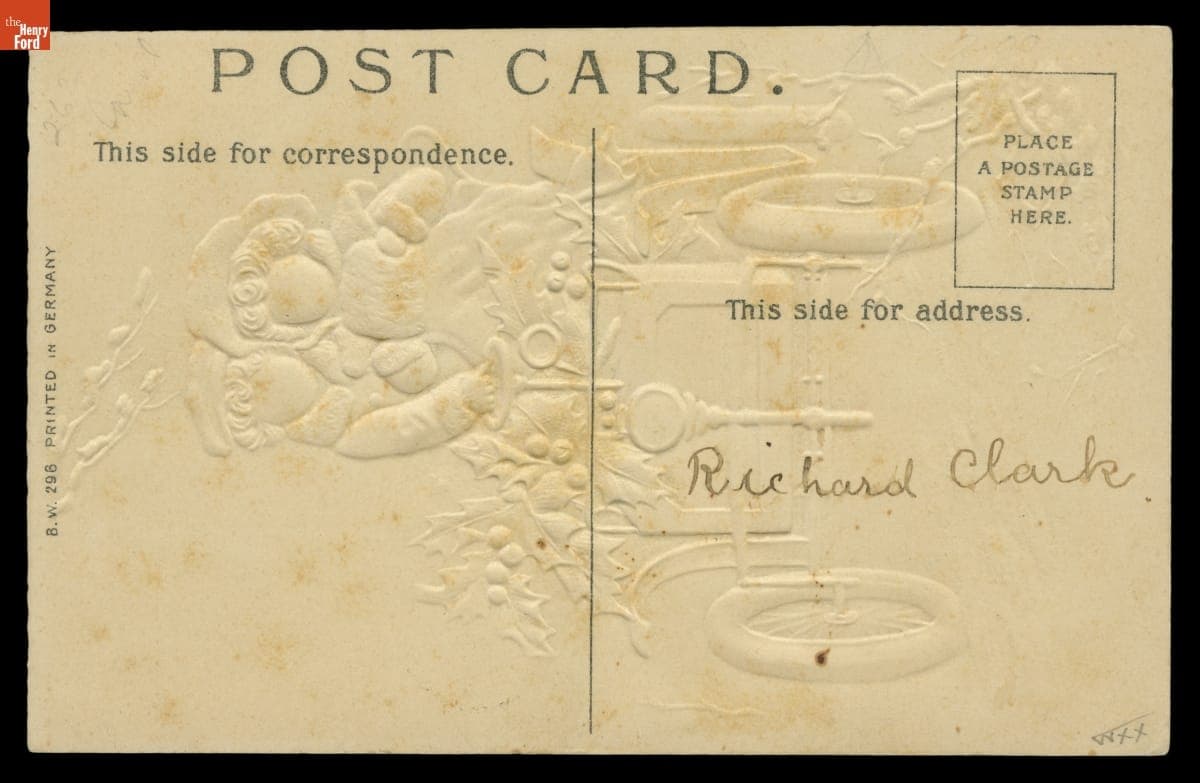 the
Henry
Ford
POST CARD.
This side for correspondence.
PLACE
A POSTAGE
STAMP
HERE.
This side for address.
Richard Clark
B.W. 296 PRINTED IN GERMANY